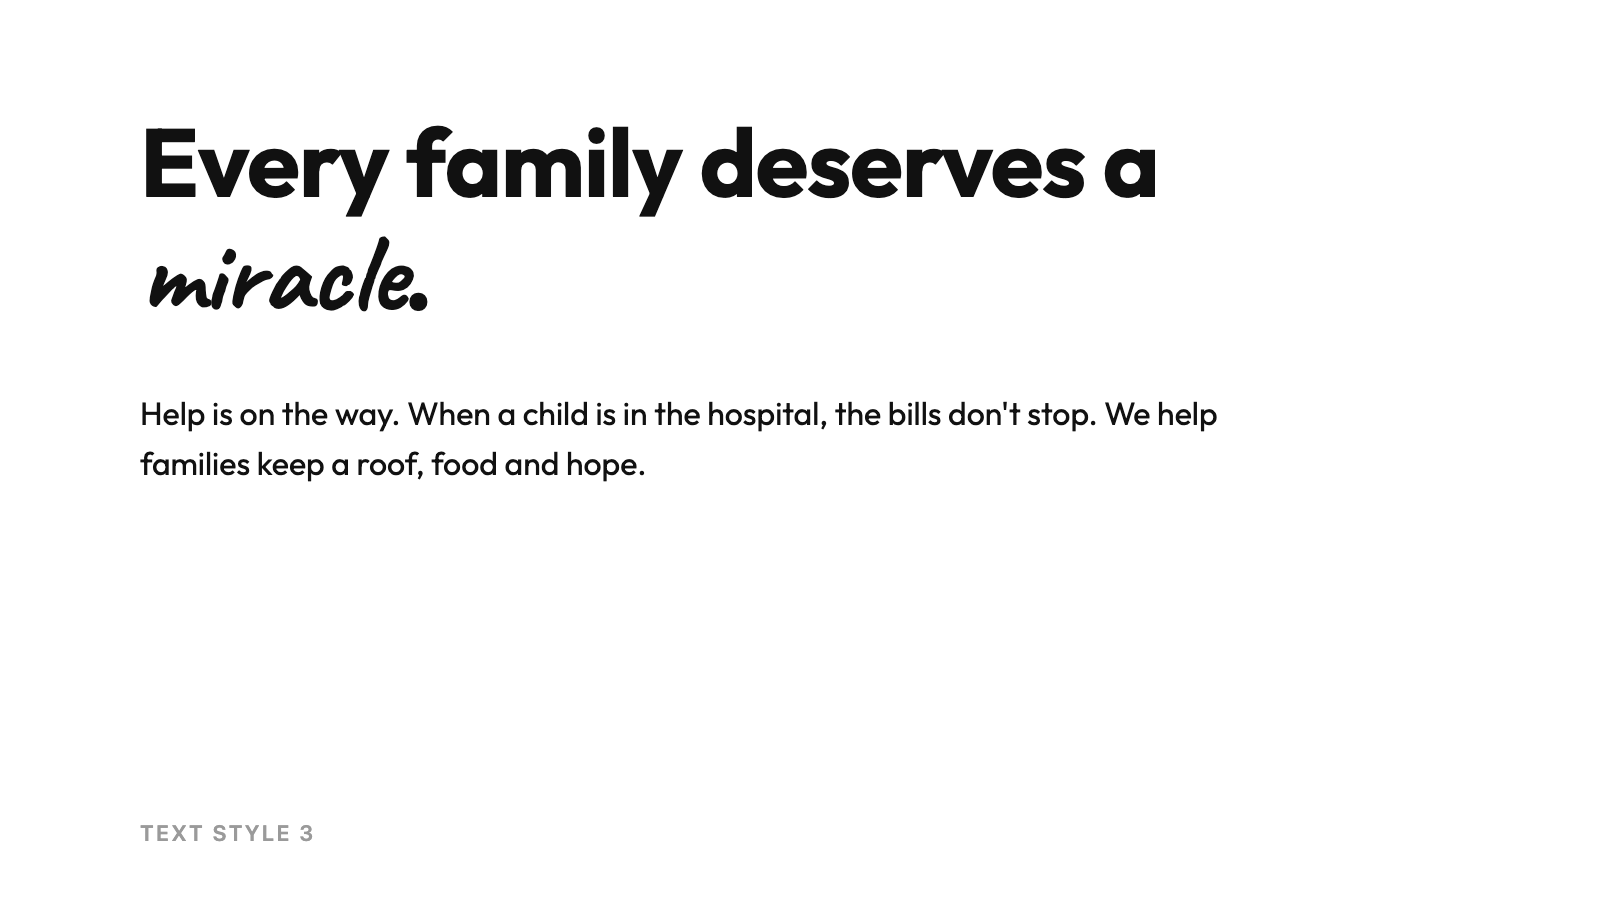 Every family deserves a
miracle.
Help is on the way. When a child is in the hospital, the bills don't stop. We help
families keep a roof, food and hope.
TEXT STYLE 3